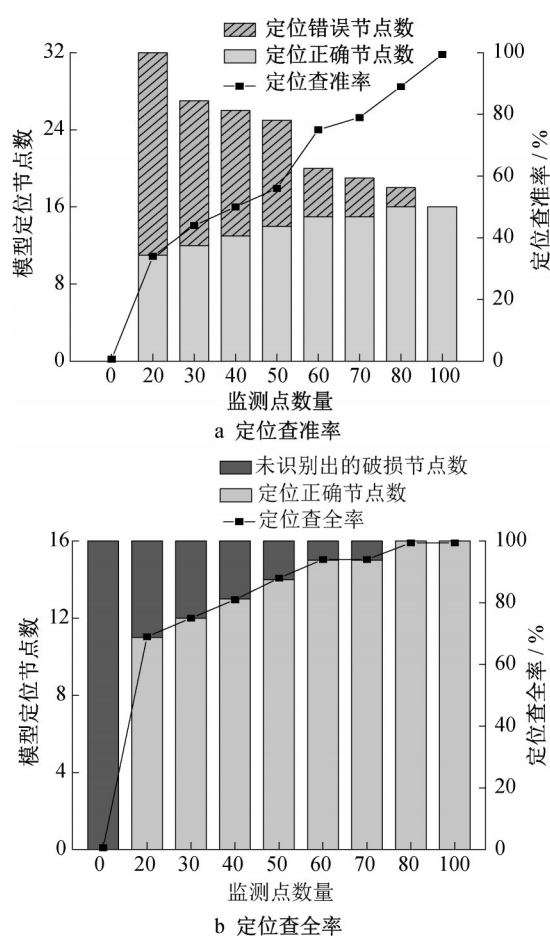 定位错误节点数
定位正确节点数
定位查准率
模型定位节点数
32
24
16
8
0
100
80
60
40
20
0
定位查准率 / %
0 20 30 40 50 60 70 80 100
监测点数量
a 定位查准率
未识别出的破损节点数
定位正确节点数
定位查全率
模型定位节点数
16
12
8
4
0
100
80
60
40
20
0
定位查全率 / %
0 20 30 40 50 60 70 80 100
监测点数量
b 定位查全率